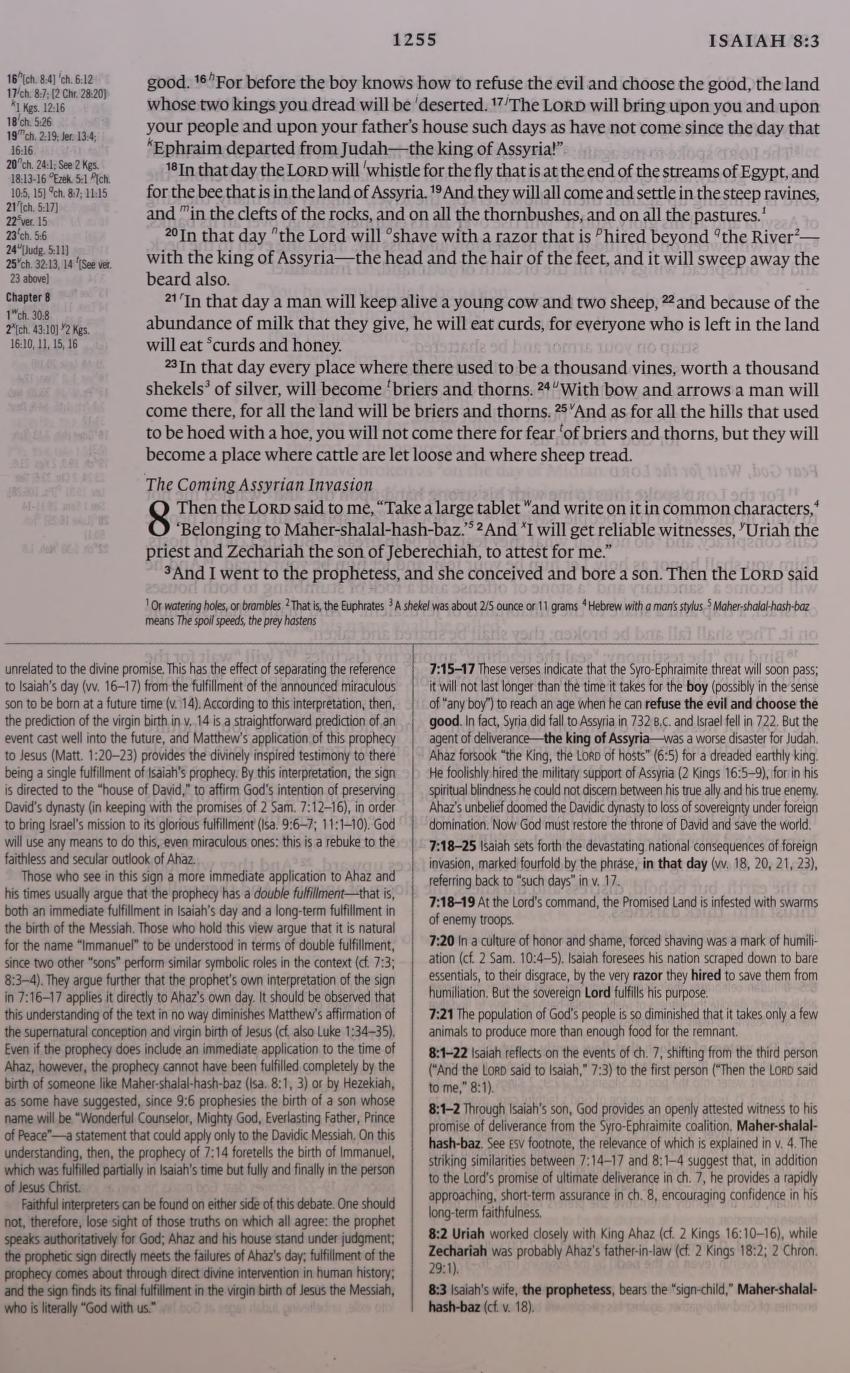 1255
ISAIAH 8:3
16ʰ[ch. 8:4] ⁱch. 6:12
17ʲch. 8:7; [2 Chr. 28:20]
ᵏ1 Kgs. 12:16
18ˡch. 5:26
19ᵐch. 2:19; Jer. 13:4;
16:16
20ⁿch. 24:1; See 2 Kgs.
18:13-16 ᵒEzek. 5:1 ᵖ[ch.
10:5, 15] ᑫch. 8:7; 11:15
21ʳ[ch. 5:17]
22ˢver. 15
23ᵗch. 5:6
24ᵘ[Judg. 5:11]
25ᵛch. 32:13, 14 ᵗ[See ver.
23 above]
Chapter 8
1ʷch. 30:8
2ˣ[ch. 43:10] ʸ2 Kgs.
16:10, 11, 15, 16
good. ¹⁶ ʰFor before the boy knows how to refuse the evil and choose the good, the land
whose two kings you dread will be ⁱdeserted. ¹⁷ ʲThe LORD will bring upon you and upon
your people and upon your father's house such days as have not come since the day that
ᵏEphraim departed from Judah—the king of Assyria!”
¹⁸In that day the LORD will ˡwhistle for the fly that is at the end of the streams of Egypt, and
for the bee that is in the land of Assyria. ¹⁹And they will all come and settle in the steep ravines,
and ᵐin the clefts of the rocks, and on all the thornbushes, and on all the pastures.¹
²⁰In that day ⁿthe Lord will ᵒshave with a razor that is ᵖhired beyond ᑫthe River²—
with the king of Assyria—the head and the hair of the feet, and it will sweep away the
beard also.
²¹ ʳIn that day a man will keep alive a young cow and two sheep, ²²and because of the
abundance of milk that they give, he will eat curds, for everyone who is left in the land
will eat ˢcurds and honey.
²³In that day every place where there used to be a thousand vines, worth a thousand
shekels³ of silver, will become ᵗbriers and thorns. ²⁴ ᵘWith bow and arrows a man will
come there, for all the land will be briers and thorns. ²⁵ ᵛAnd as for all the hills that used
to be hoed with a hoe, you will not come there for fear ᵗof briers and thorns, but they will
become a place where cattle are let loose and where sheep tread.
The Coming Assyrian Invasion
8 Then the LORD said to me, “Take a large tablet ʷand write on it in common characters,⁴
‘Belonging to Maher-shalal-hash-baz.’⁵ ²And ˣI will get reliable witnesses, ʸUriah the
priest and Zechariah the son of Jeberechiah, to attest for me.”
³And I went to the prophetess, and she conceived and bore a son. Then the LORD said
¹ Or watering holes, or brambles ² That is, the Euphrates ³ A shekel was about 2/5 ounce or 11 grams ⁴ Hebrew with a man's stylus ⁵ Maher-shalal-hash-baz
means The spoil speeds, the prey hastens
unrelated to the divine promise. This has the effect of separating the reference
to Isaiah's day (vv. 16–17) from the fulfillment of the announced miraculous
son to be born at a future time (v. 14). According to this interpretation, then,
the prediction of the virgin birth in v. 14 is a straightforward prediction of an
event cast well into the future, and Matthew's application of this prophecy
to Jesus (Matt. 1:20–23) provides the divinely inspired testimony to there
being a single fulfillment of Isaiah's prophecy. By this interpretation, the sign
is directed to the “house of David,” to affirm God's intention of preserving
David's dynasty (in keeping with the promises of 2 Sam. 7:12–16), in order
to bring Israel's mission to its glorious fulfillment (Isa. 9:6–7; 11:1–10). God
will use any means to do this, even miraculous ones: this is a rebuke to the
faithless and secular outlook of Ahaz.
Those who see in this sign a more immediate application to Ahaz and
his times usually argue that the prophecy has a double fulfillment—that is,
both an immediate fulfillment in Isaiah's day and a long-term fulfillment in
the birth of the Messiah. Those who hold this view argue that it is natural
for the name “Immanuel” to be understood in terms of double fulfillment,
since two other “sons” perform similar symbolic roles in the context (cf. 7:3;
8:3–4). They argue further that the prophet's own interpretation of the sign
in 7:16–17 applies it directly to Ahaz's own day. It should be observed that
this understanding of the text in no way diminishes Matthew's affirmation of
the supernatural conception and virgin birth of Jesus (cf. also Luke 1:34–35).
Even if the prophecy does include an immediate application to the time of
Ahaz, however, the prophecy cannot have been fulfilled completely by the
birth of someone like Maher-shalal-hash-baz (Isa. 8:1, 3) or by Hezekiah,
as some have suggested, since 9:6 prophesies the birth of a son whose
name will be “Wonderful Counselor, Mighty God, Everlasting Father, Prince
of Peace”—a statement that could apply only to the Davidic Messiah. On this
understanding, then, the prophecy of 7:14 foretells the birth of Immanuel,
which was fulfilled partially in Isaiah's time but fully and finally in the person
of Jesus Christ.
Faithful interpreters can be found on either side of this debate. One should
not, therefore, lose sight of those truths on which all agree: the prophet
speaks authoritatively for God; Ahaz and his house stand under judgment;
the prophetic sign directly meets the failures of Ahaz's day; fulfillment of the
prophecy comes about through direct divine intervention in human history;
and the sign finds its final fulfillment in the virgin birth of Jesus the Messiah,
who is literally “God with us.”
7:15–17 These verses indicate that the Syro-Ephraimite threat will soon pass;
it will not last longer than the time it takes for the boy (possibly in the sense
of “any boy”) to reach an age when he can refuse the evil and choose the
good. In fact, Syria did fall to Assyria in 732 B.C. and Israel fell in 722. But the
agent of deliverance—the king of Assyria—was a worse disaster for Judah.
Ahaz forsook “the King, the LORD of hosts” (6:5) for a dreaded earthly king.
He foolishly hired the military support of Assyria (2 Kings 16:5–9), for in his
spiritual blindness he could not discern between his true ally and his true enemy.
Ahaz's unbelief doomed the Davidic dynasty to loss of sovereignty under foreign
domination. Now God must restore the throne of David and save the world.
7:18–25 Isaiah sets forth the devastating national consequences of foreign
invasion, marked fourfold by the phrase, in that day (vv. 18, 20, 21, 23),
referring back to “such days” in v. 17.
7:18–19 At the Lord's command, the Promised Land is infested with swarms
of enemy troops.
7:20 In a culture of honor and shame, forced shaving was a mark of humili-
ation (cf. 2 Sam. 10:4–5). Isaiah foresees his nation scraped down to bare
essentials, to their disgrace, by the very razor they hired to save them from
humiliation. But the sovereign Lord fulfills his purpose.
7:21 The population of God's people is so diminished that it takes only a few
animals to produce more than enough food for the remnant.
8:1–22 Isaiah reflects on the events of ch. 7, shifting from the third person
(“And the LORD said to Isaiah,” 7:3) to the first person (“Then the LORD said
to me,” 8:1).
8:1–2 Through Isaiah's son, God provides an openly attested witness to his
promise of deliverance from the Syro-Ephraimite coalition. Maher-shalal-
hash-baz. See ESV footnote, the relevance of which is explained in v. 4. The
striking similarities between 7:14–17 and 8:1–4 suggest that, in addition
to the Lord's promise of ultimate deliverance in ch. 7, he provides a rapidly
approaching, short-term assurance in ch. 8, encouraging confidence in his
long-term faithfulness.
8:2 Uriah worked closely with King Ahaz (cf. 2 Kings 16:10–16), while
Zechariah was probably Ahaz's father-in-law (cf. 2 Kings 18:2; 2 Chron.
29:1).
8:3 Isaiah's wife, the prophetess, bears the “sign-child,” Maher-shalal-
hash-baz (cf. v. 18).